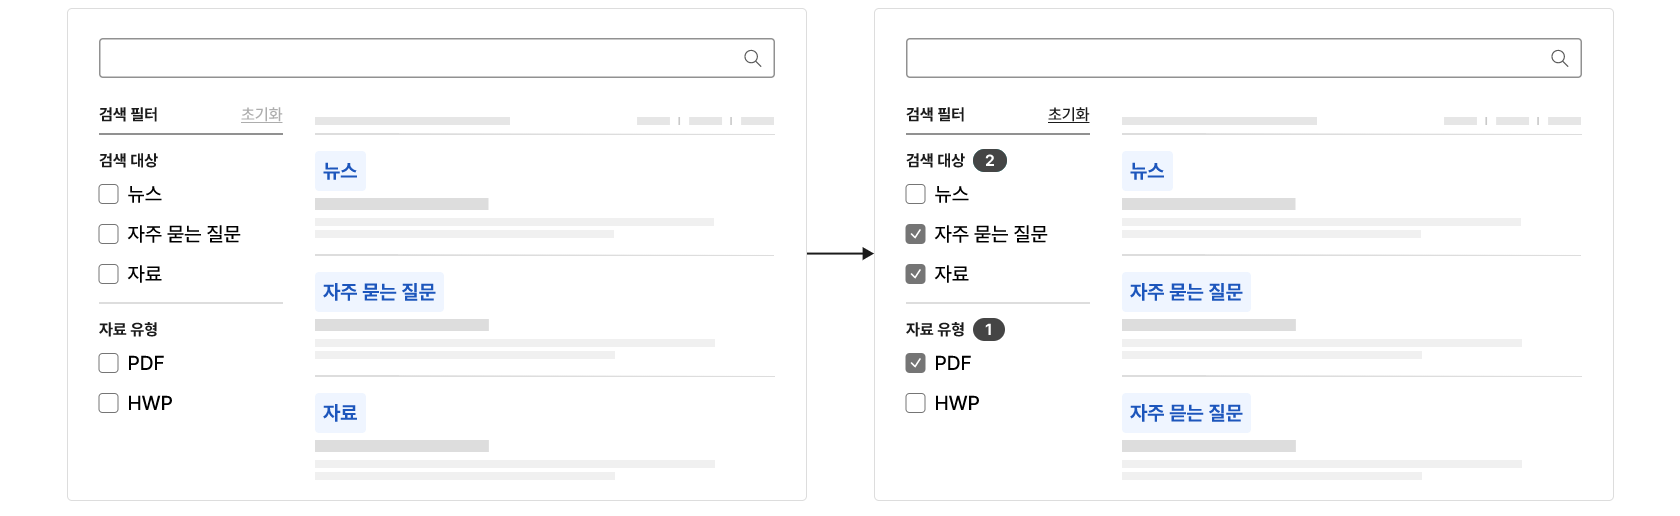 검색 필터
초기화
검색 대상
뉴스
자주 묻는 질문
자료
자료 유형
PDF
HWP
뉴스
자주 묻는 질문
자료
검색 필터
초기화
검색 대상 2
뉴스
자주 묻는 질문
자료
자료 유형 1
PDF
HWP
뉴스
자주 묻는 질문
자주 묻는 질문